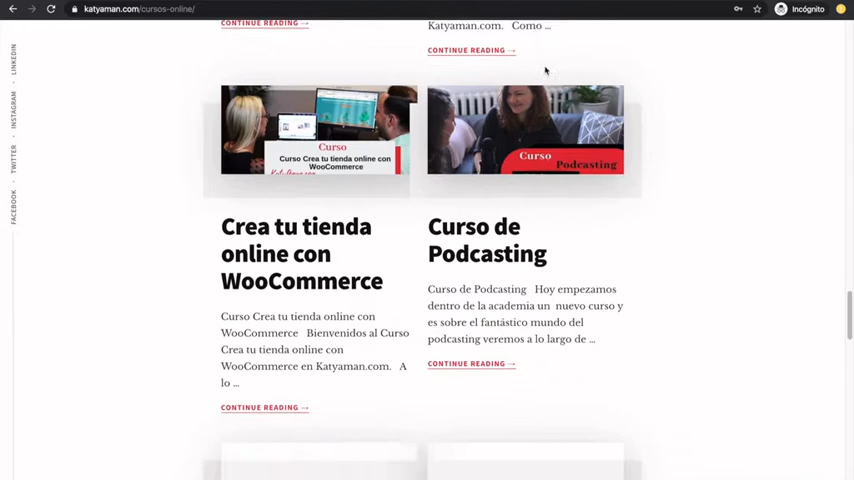 katyaman.com/cursos-online/
Incógnito
CONTINUE READING →
Katyaman.com. Como ...
CONTINUE READING →
LINKEDIN
INSTAGRAM
TWITTER
FACEBOOK
Curso
Curso Crea tu tienda online con
WooCommerce
Curso
Podcasting
Crea tu tienda
online con
WooCommerce
Curso de
Podcasting
Curso Crea tu tienda online con
WooCommerce Bienvenidos al Curso
Crea tu tienda online con
WooCommerce en Katyaman.com. A
lo ...
CONTINUE READING →
Curso de Podcasting Hoy empezamos
dentro de la academia un nuevo curso y
es sobre el fantástico mundo del
podcasting veremos a lo largo de ...
CONTINUE READING →